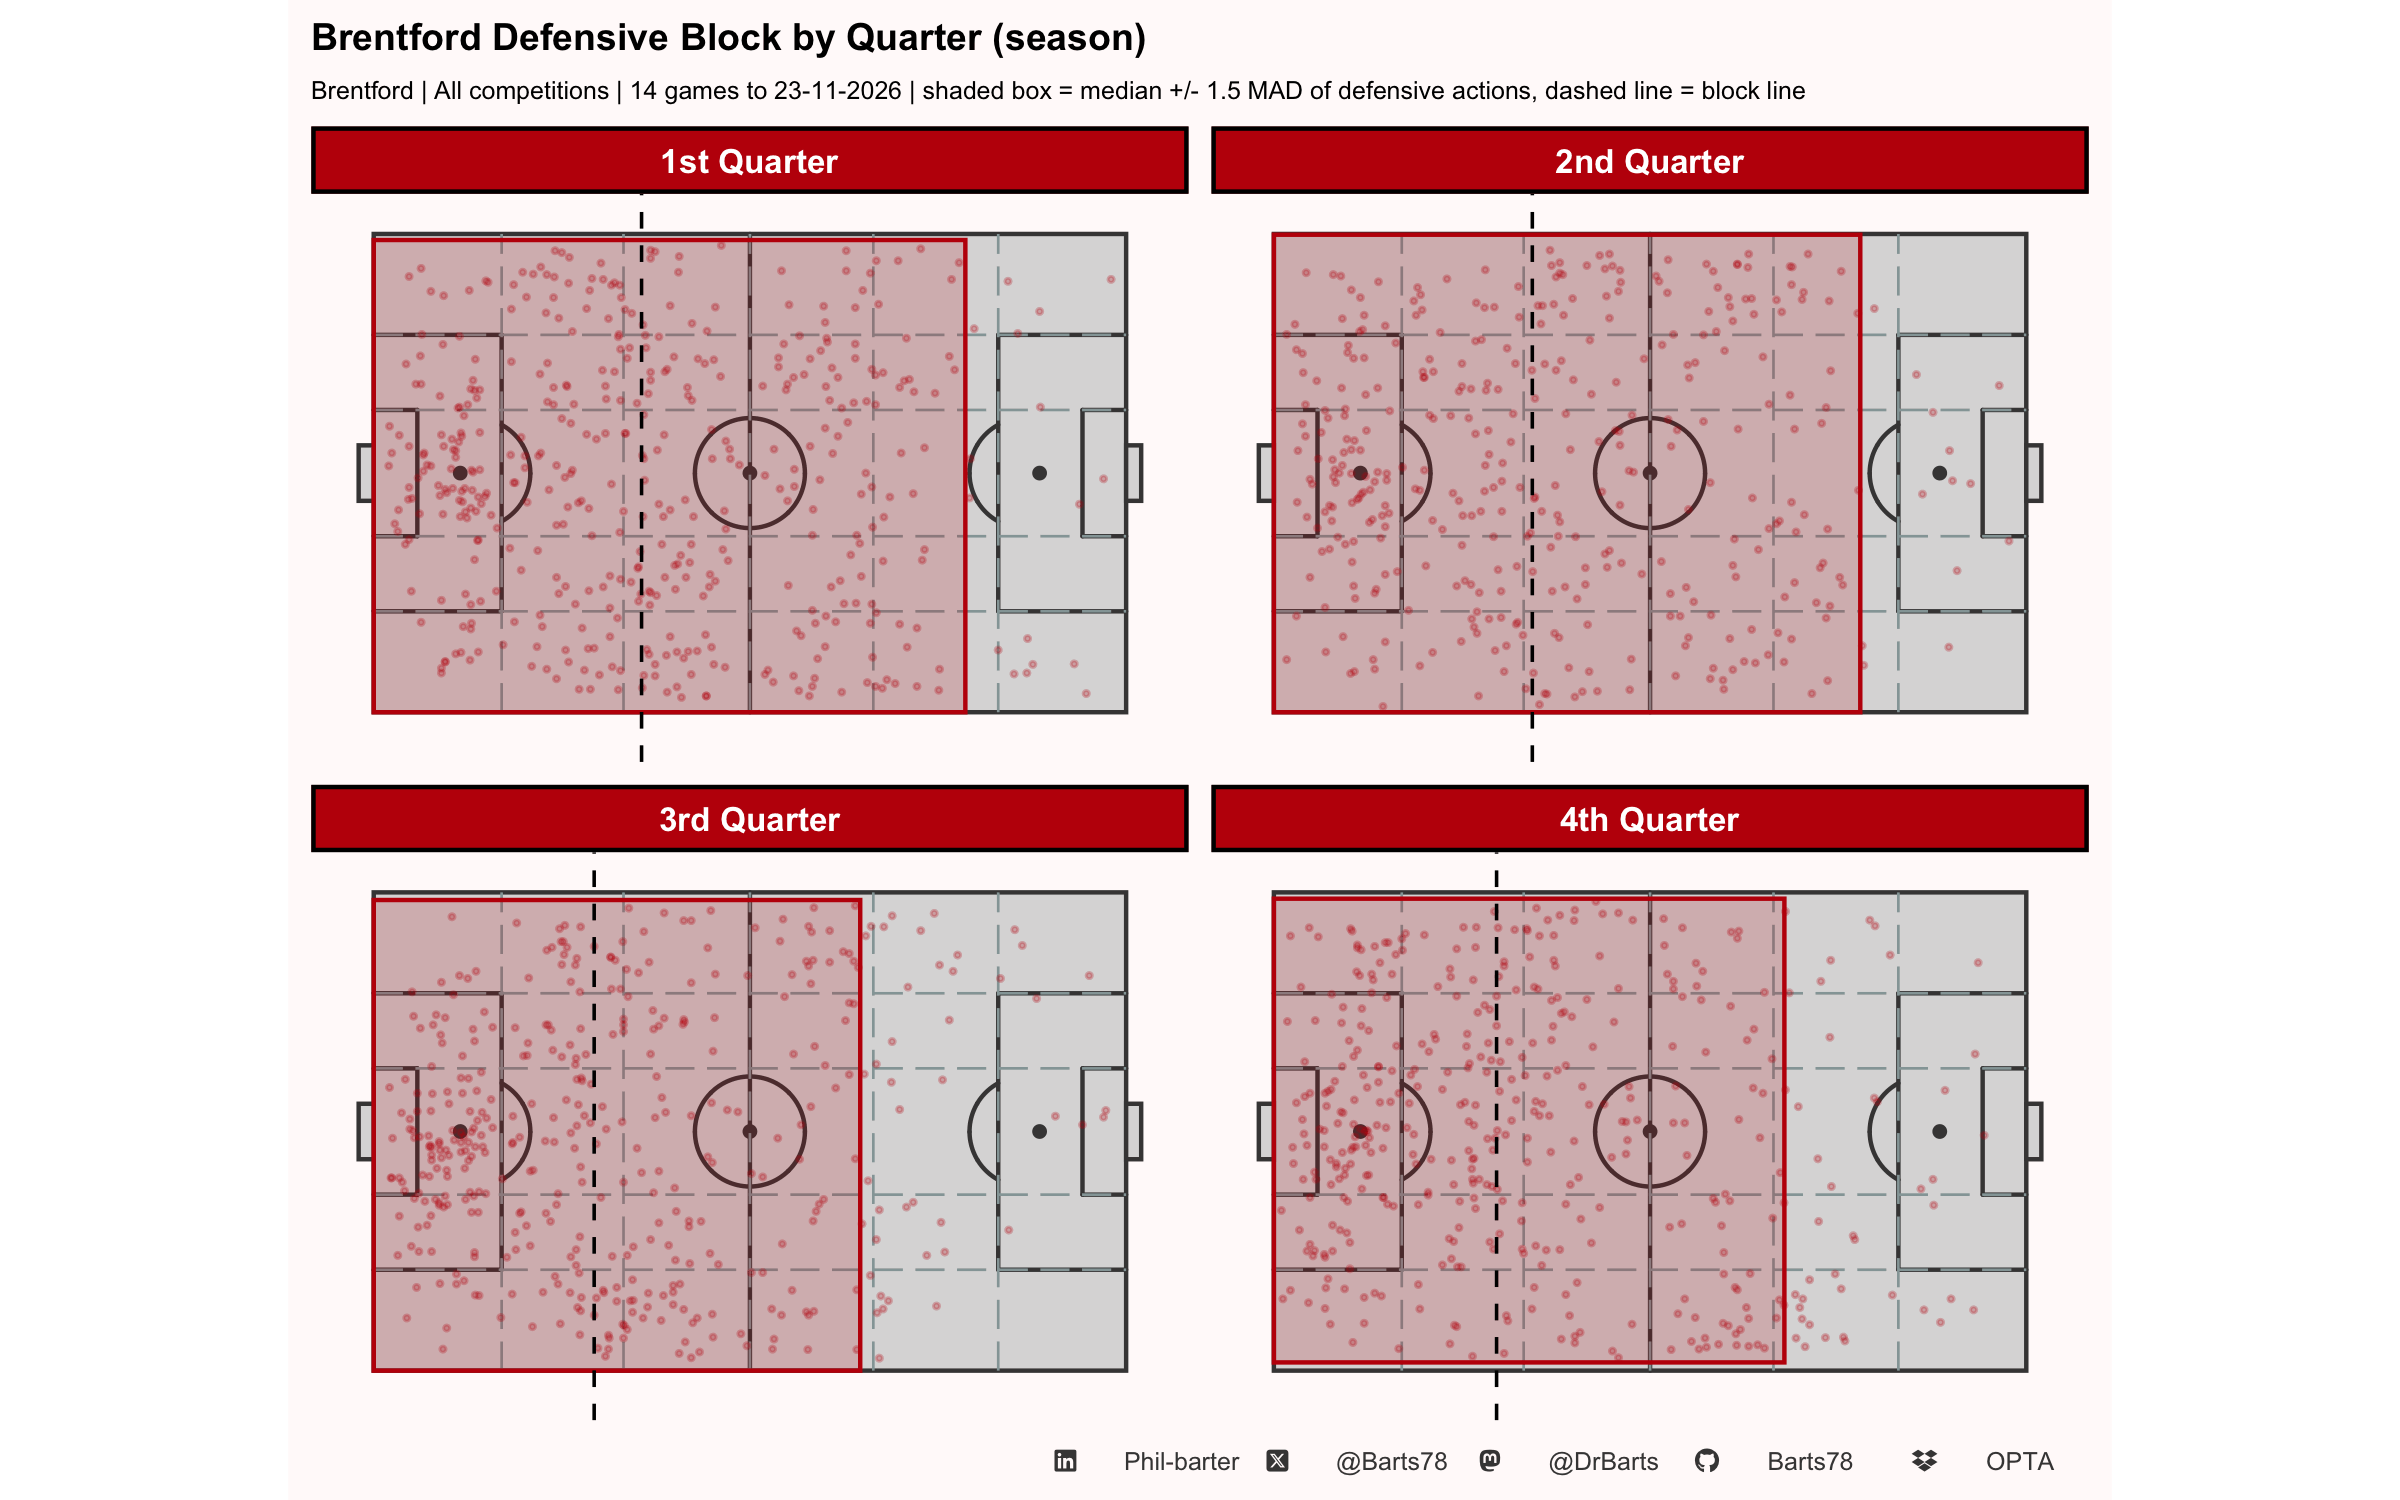 Brentford Defensive Block by Quarter (season)
Brentford | All competitions | 14 games to 23-11-2026 | shaded box = median +/- 1.5 MAD of defensive actions, dashed line = block line
1st Quarter
2nd Quarter
3rd Quarter
4th Quarter
Phil-barter @Barts78 @DrBarts Barts78 OPTA